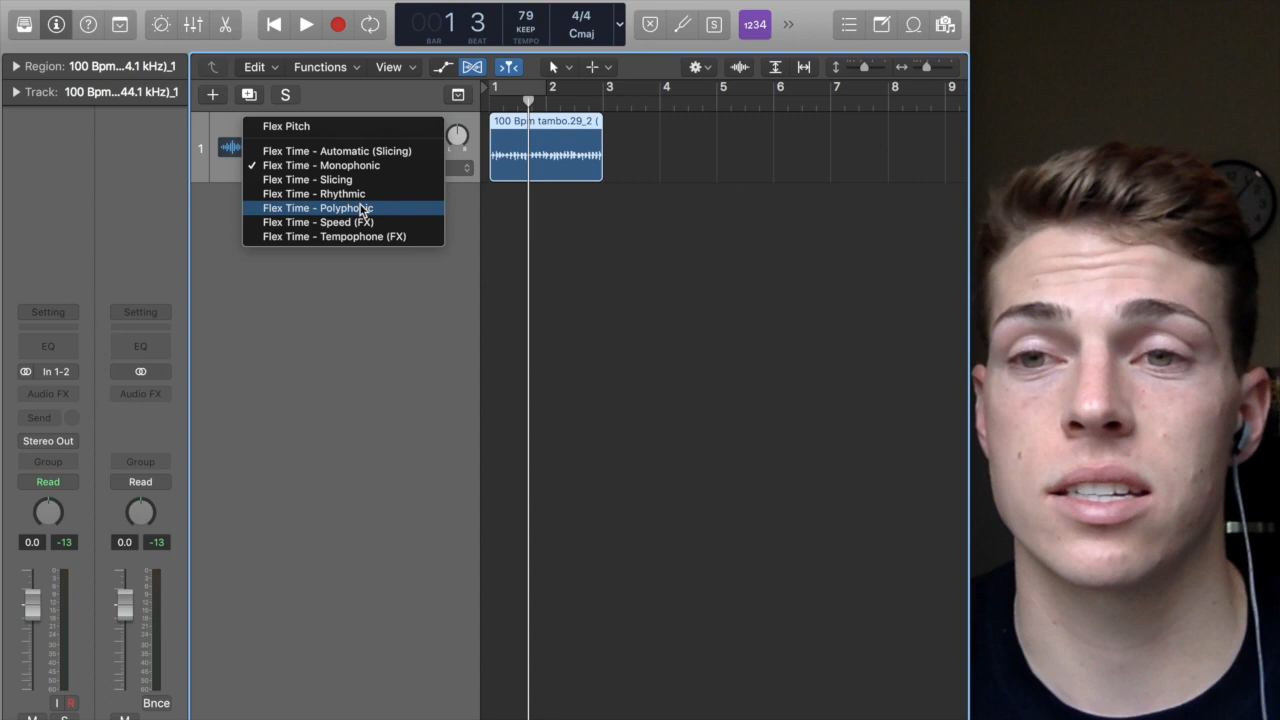 1 3
BAR BEAT
79
KEEP
TEMPO
4/4
Cmaj
S
1234
Region: 100 Bpm...4.1 kHz)_1
Track: 100 Bpm...44.1 kHz)_1
Edit Functions View
S
1 2 3 4 5 6 7 8 9
1
100 Bpm tambo.29_2 (
L R
Flex Pitch
Flex Time - Automatic (Slicing)
✓ Flex Time - Monophonic
Flex Time - Slicing
Flex Time - Rhythmic
Flex Time - Polyphonic
Flex Time - Speed (FX)
Flex Time - Tempophone (FX)
Setting Setting
EQ EQ
In 1-2
Audio FX Audio FX
Send
Stereo Out
Group Group
Read Read
0.0 -13 0.0 -13
I R Bnce
M S M